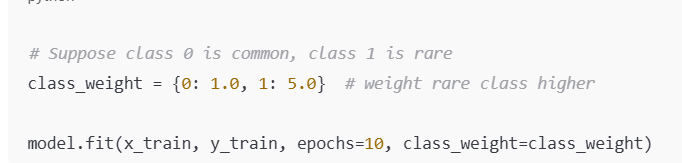 # Suppose class 0 is common, class 1 is rare
class_weight = {0: 1.0, 1: 5.0}  # weight rare class higher
model.fit(x_train, y_train, epochs=10, class_weight=class_weight)